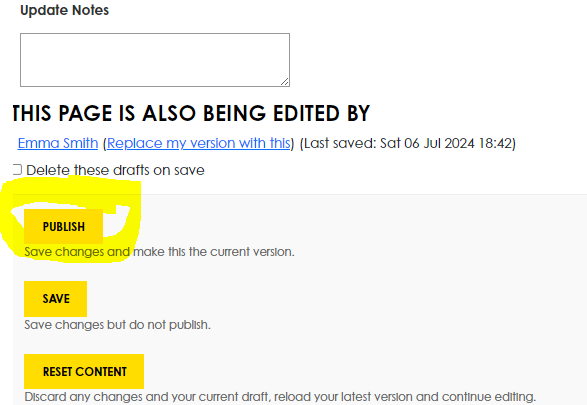 Update Notes
THIS PAGE IS ALSO BEING EDITED BY
Emma Smith (Replace my version with this) (Last saved: Sat 06 Jul 2024 18:42)
Delete these drafts on save
PUBLISH
Save changes and make this the current version.
SAVE
Save changes but do not publish.
RESET CONTENT
Discard any changes and your current draft, reload your latest version and continue editing.